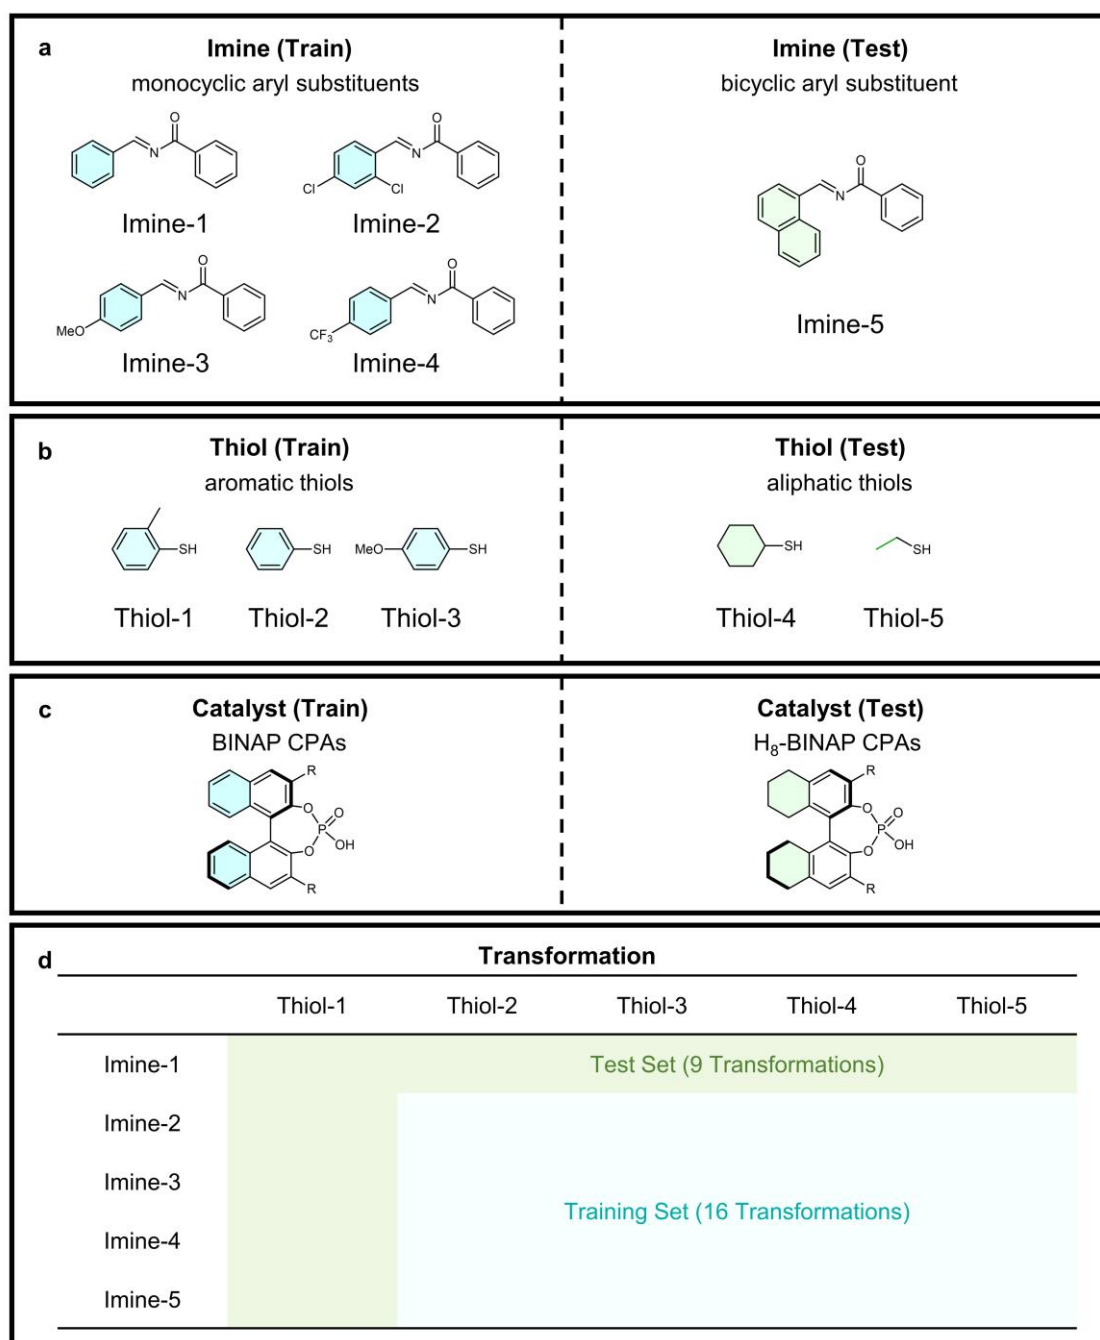 a
Imine (Train)
monocyclic aryl substituents
O
N
Imine-1
O
N
Cl
Cl
Imine-2
O
N
MeO
Imine-3
O
N
CF3
Imine-4
Imine (Test)
bicyclic aryl substituent
O
N
Imine-5
b
Thiol (Train)
aromatic thiols
SH
SH
MeO
SH
Thiol-1
Thiol-2
Thiol-3
Thiol (Test)
aliphatic thiols
SH
SH
Thiol-4
Thiol-5
c
Catalyst (Train)
BINAP CPAs
R
O
O
P
OH
O
R
Catalyst (Test)
H8-BINAP CPAs
R
O
O
P
OH
O
R
d
Transformation
Thiol-1 Thiol-2 Thiol-3 Thiol-4 Thiol-5
Imine-1 Test Set (9 Transformations)
Imine-2
Imine-3
Training Set (16 Transformations)
Imine-4
Imine-5